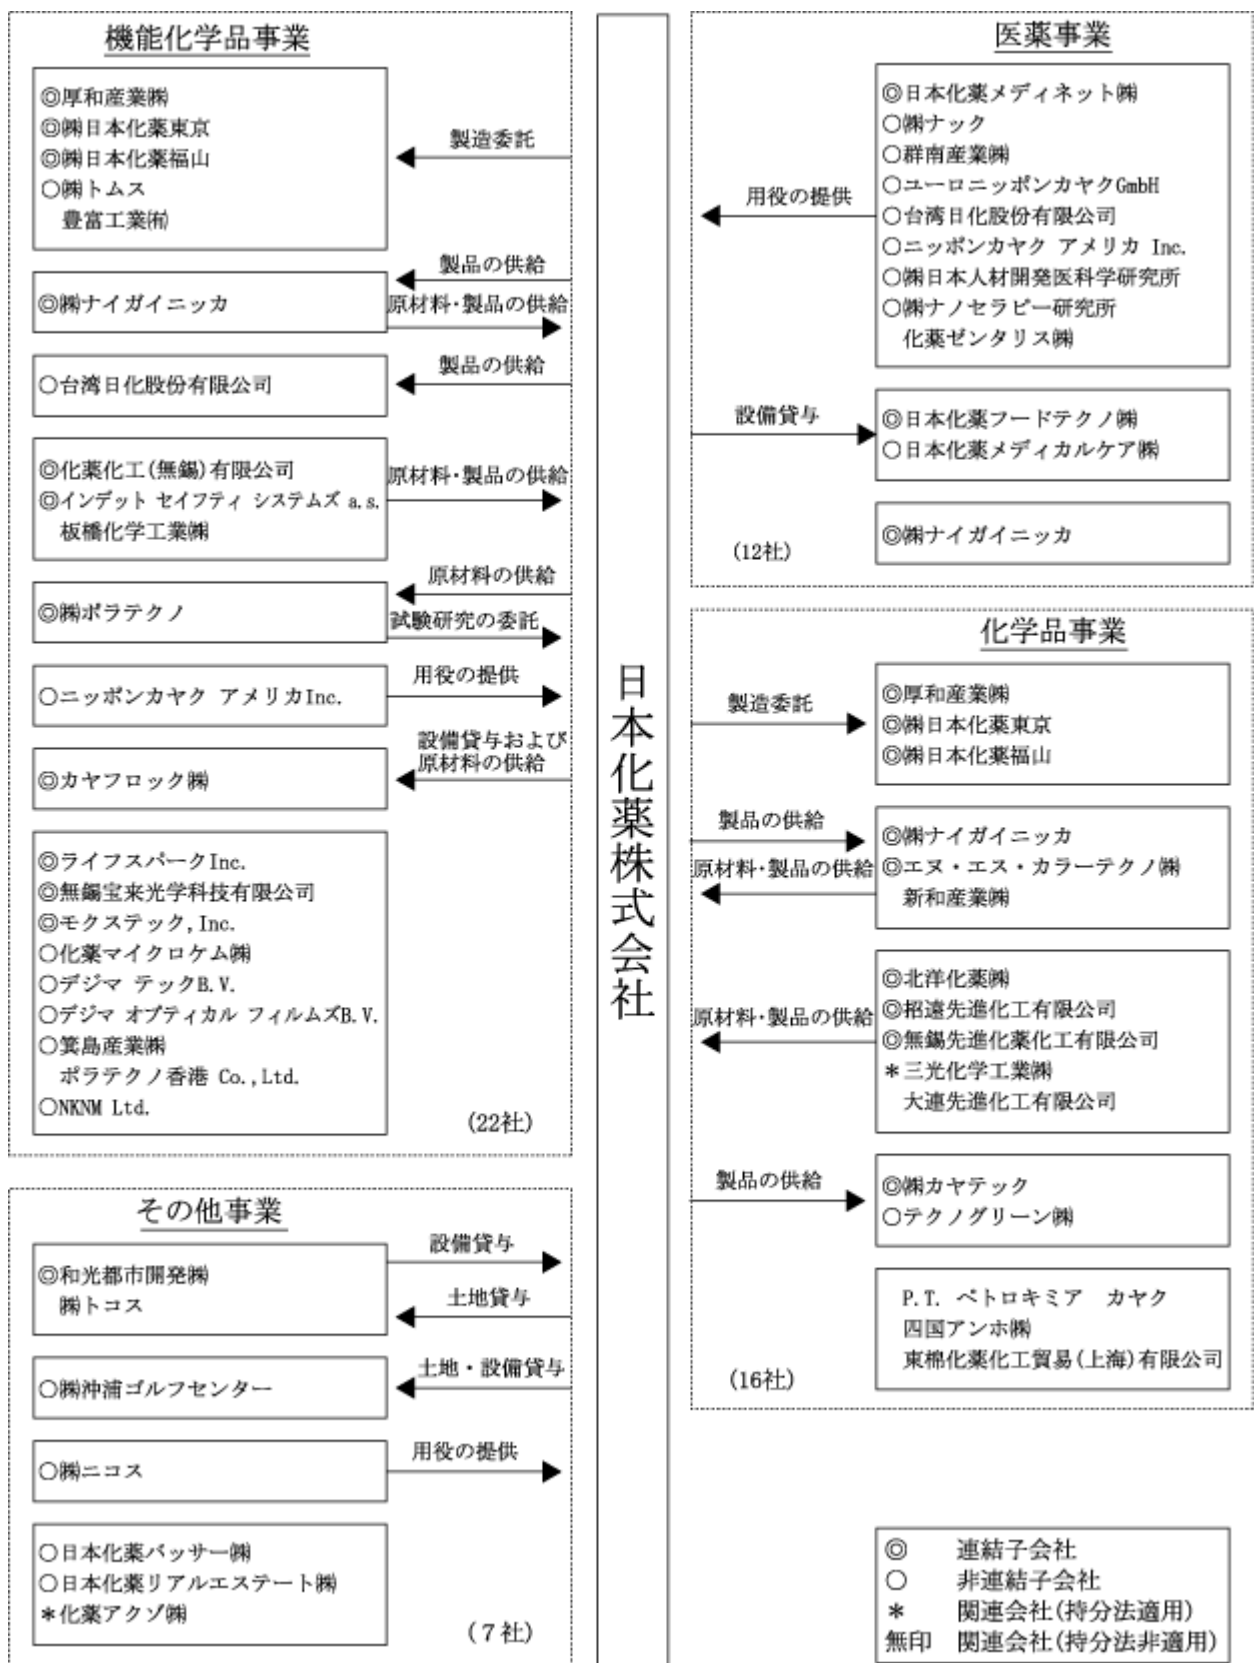 機能化学品事業
◎厚和産業㈱
◎㈱日本化薬東京
◎㈱日本化薬福山
○㈱トムス
豊富工業㈲
製造委託
製品の供給
◎㈱ナイガイニッカ
原材料・製品の供給
○台湾日化股份有限公司
製品の供給
◎化薬化工(無錫)有限公司
◎インデット セイフティ システムズ a.s.
板橋化学工業㈱
原材料・製品の供給
原材料の供給
◎㈱ポラテクノ
試験研究の委託
○ニッポンカヤク アメリカInc.
用役の提供
設備貸与および
原材料の供給
◎カヤフロック㈱
◎ライフスパークInc.
◎無錫宝来光学科技有限公司
◎モクステック,Inc.
○化薬マイクロケム㈱
○デジマ テックB.V.
○デジマ オプティカル フィルムズB.V.
○箕島産業㈱
ポラテクノ香港 Co.,Ltd.
○NKNM Ltd.
(22社)
その他事業
◎和光都市開発㈱
㈱トコス
設備貸与
土地貸与
○㈱沖浦ゴルフセンター
土地・設備貸与
○㈱ニコス
用役の提供
○日本化薬パッサー㈱
○日本化薬リアルエステート㈱
*化薬アクゾ㈱
(7社)
日本化薬株式会社
医薬事業
◎日本化薬メディネット㈱
○㈱ナック
○群南産業㈱
○ユーロニッポンカヤクGmbH
○台湾日化股份有限公司
○ニッポンカヤク アメリカ Inc.
○㈱日本人材開発医科学研究所
○㈱ナノセラピー研究所
化薬ゼンタリス㈱
用役の提供
設備貸与
◎日本化薬フードテクノ㈱
○日本化薬メディカルケア㈱
◎㈱ナイガイニッカ
(12社)
化学品事業
製造委託
◎厚和産業㈱
◎㈱日本化薬東京
◎㈱日本化薬福山
製品の供給
原材料・製品の供給
◎㈱ナイガイニッカ
◎エヌ・エス・カラーテクノ㈱
新和産業㈱
原材料・製品の供給
◎北洋化薬㈱
◎招遠先進化工有限公司
◎無錫先進化薬化工有限公司
*三光化学工業㈱
大連先進化工有限公司
製品の供給
◎㈱カヤテック
○テクノグリーン㈱
P.T. ペトロキミア カヤク
四国アンホ㈱
東棉化薬化工貿易(上海)有限公司
(16社)
◎ 連結子会社
○ 非連結子会社
* 関連会社(持分法適用)
無印 関連会社(持分法非適用)